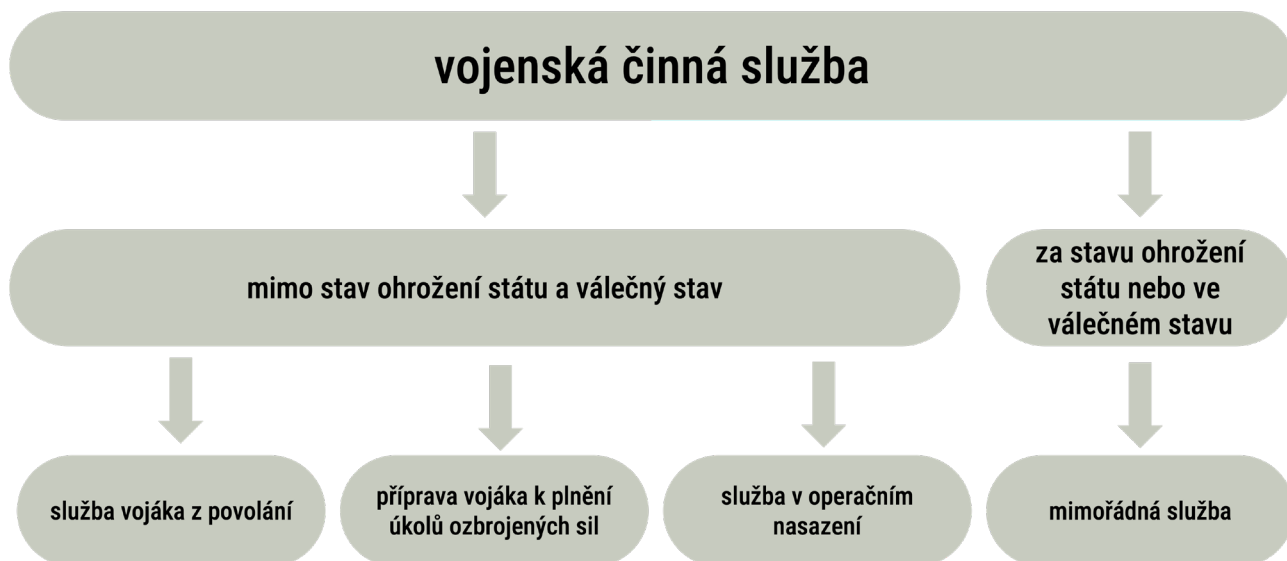 vojenská činná služba
mimo stav ohrožení státu a válečný stav
za stavu ohrožení
státu nebo ve
válečném stavu
služba vojáka z povolání
příprava vojáka k plnění
úkolů ozbrojených sil
služba v operačním
nasazení
mimořádná služba